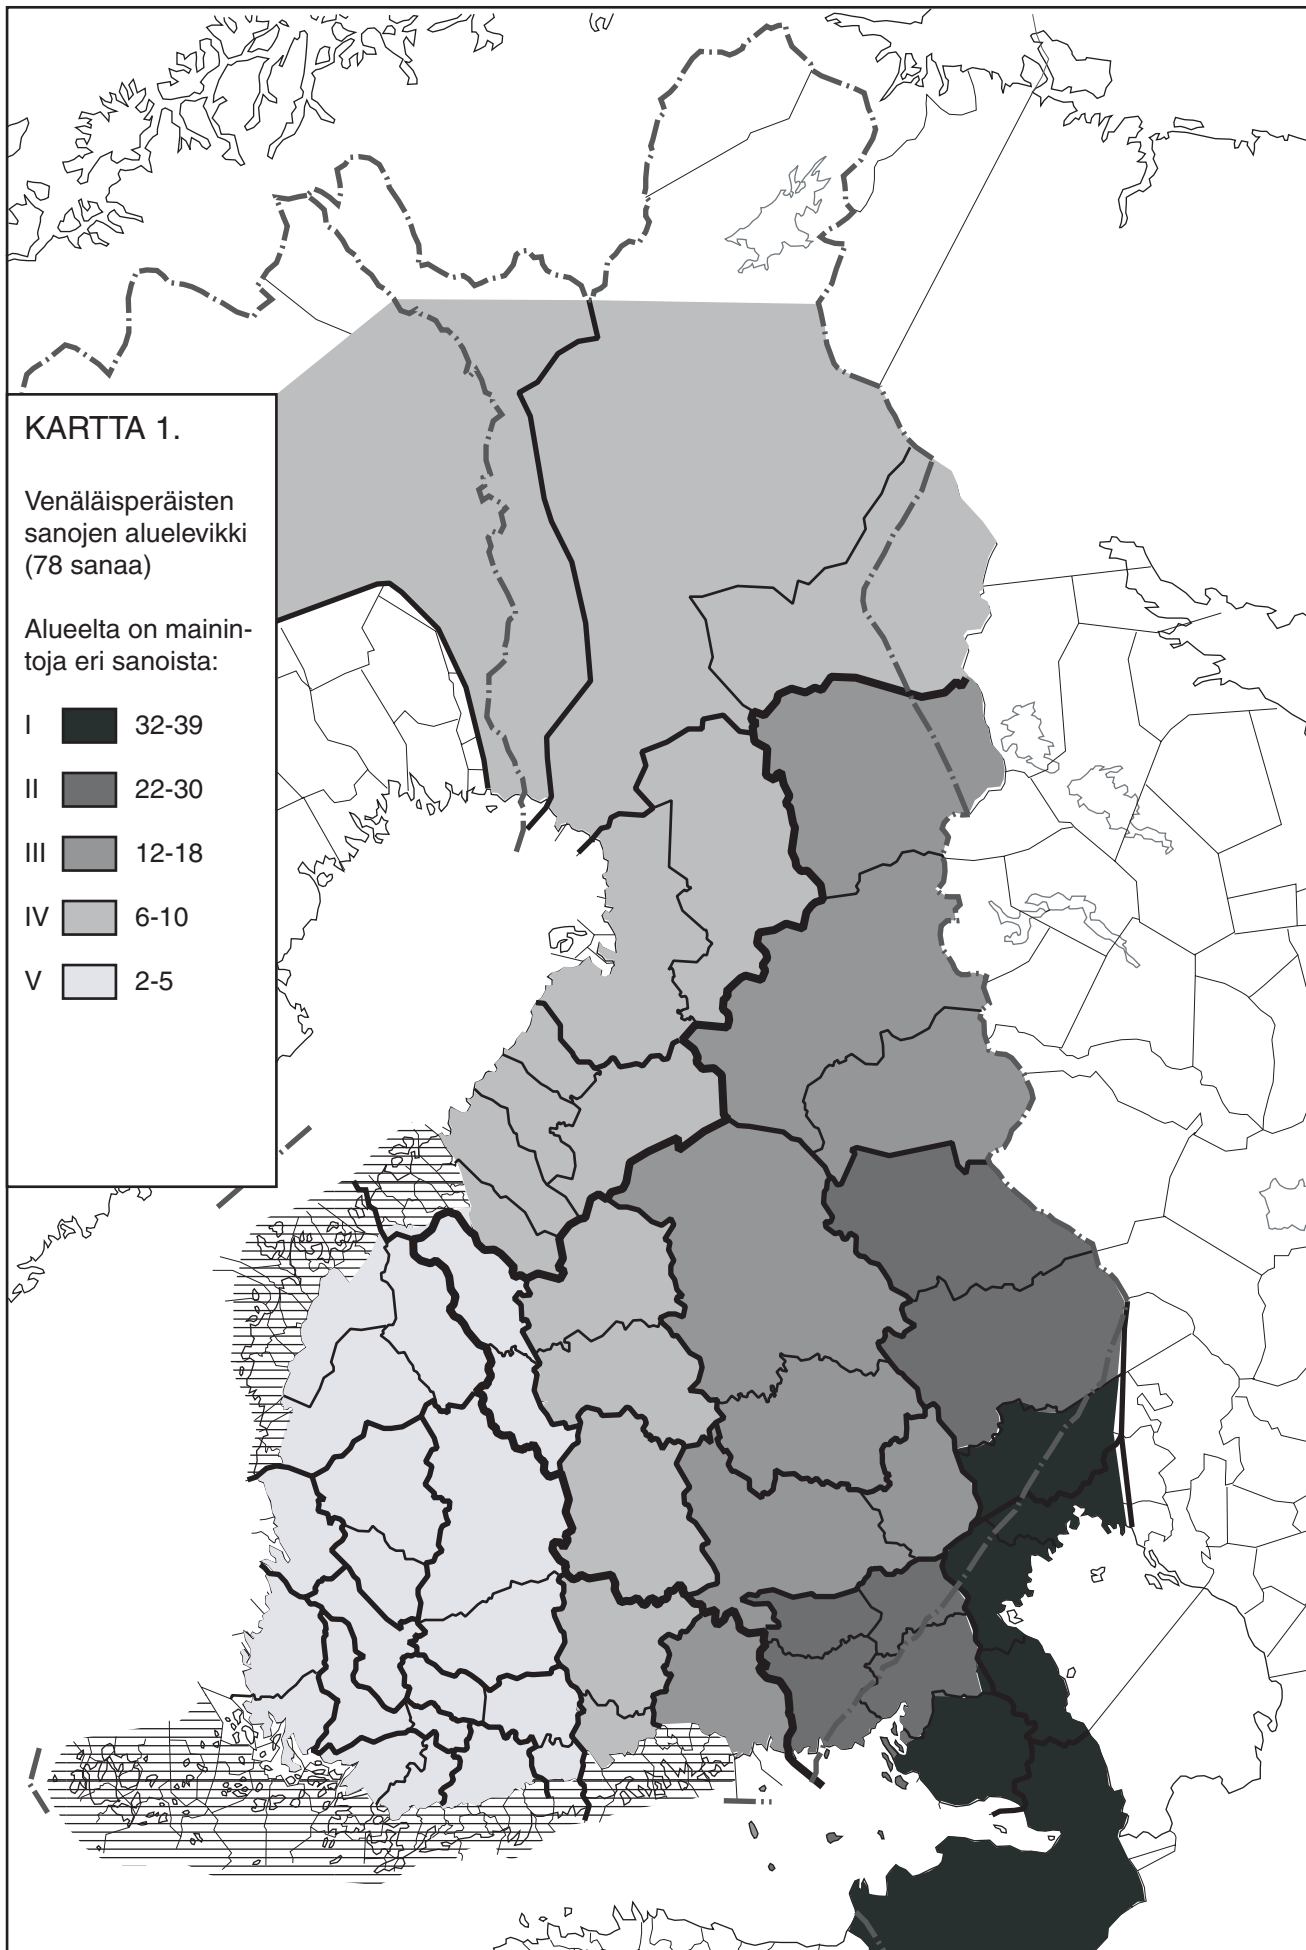 KARTTA 1.
Venäläisperäisten
sanojen aluelevikki
(78 sanaa)
Alueelta on mainin-
toja eri sanoista:
I 32-39
II 22-30
III 12-18
IV 6-10
V 2-5